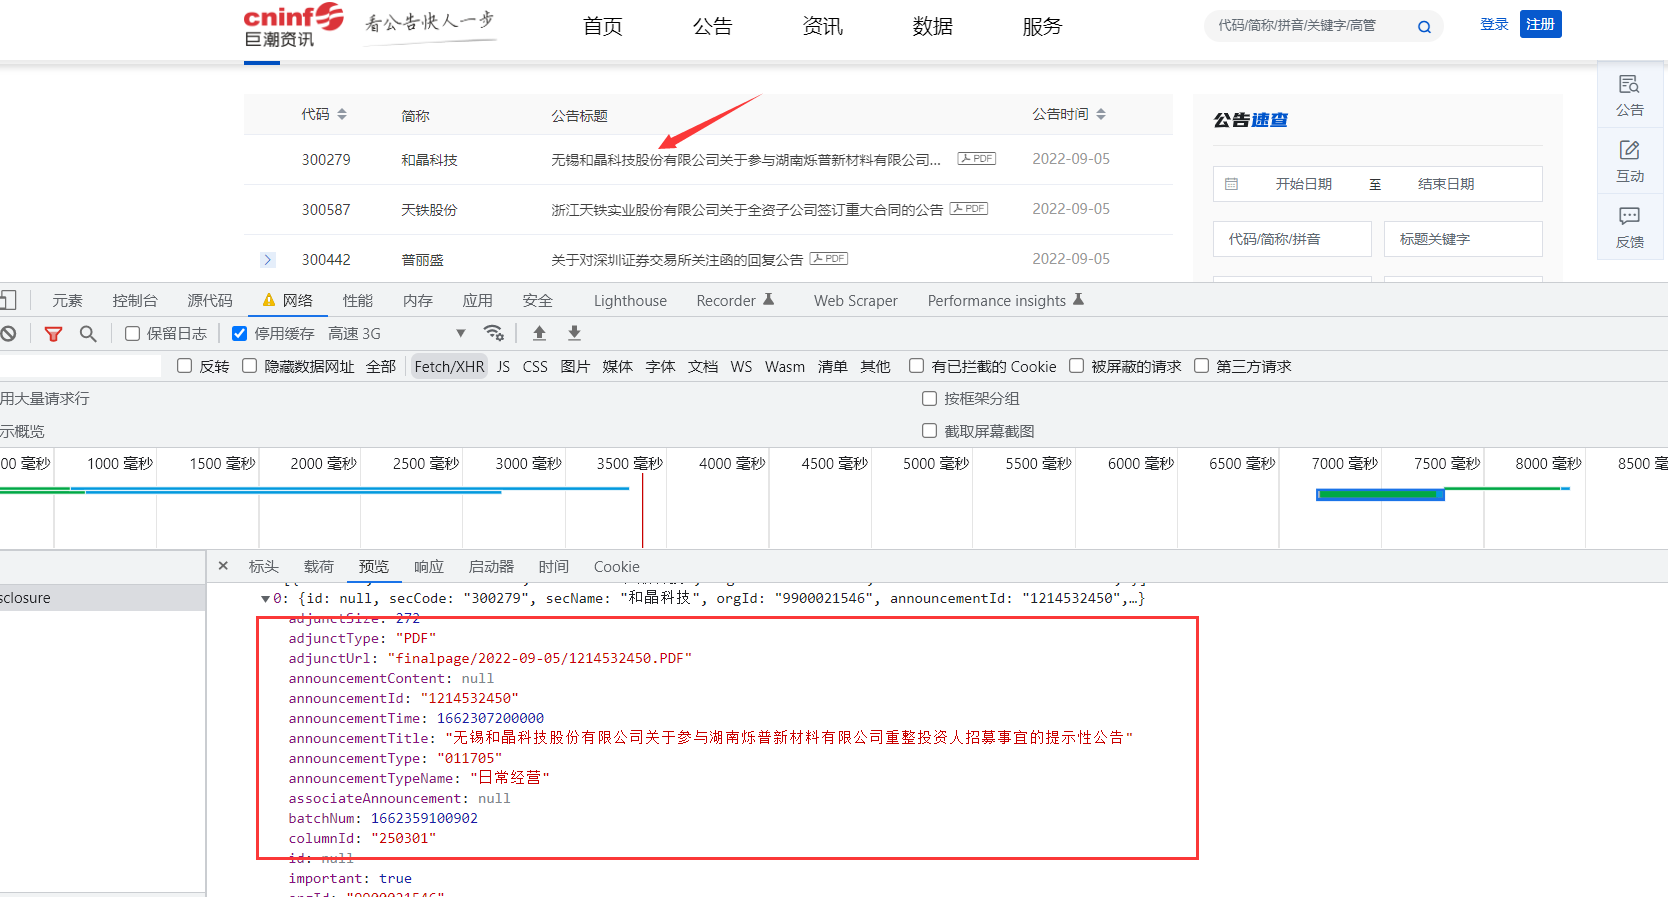 cninf
巨潮资讯
看公告快人一步
首页 公告 资讯 数据 服务
代码/简称/拼音/关键字/高管
登录 注册
代码 简称 公告标题 公告时间
300279 和晶科技 无锡和晶科技股份有限公司关于参与湖南烁普新材料有限公司... PDF 2022-09-05
300587 天铁股份 浙江天铁实业股份有限公司关于全资子公司签订重大合同的公告 PDF 2022-09-05
300442 普丽盛 关于对深圳证券交易所关注函的回复公告 PDF 2022-09-05
公告速查
开始日期 至 结束日期
代码/简称/拼音 标题关键字
公告
互动
反馈
元素 控制台 源代码 网络 性能 内存 应用 安全 Lighthouse Recorder Web Scraper Performance insights
保留日志 停用缓存 高速 3G
反转 隐藏数据网址 全部 Fetch/XHR JS CSS 图片 媒体 字体 文档 WS Wasm 清单 其他 有已拦截的 Cookie 被屏蔽的请求 第三方请求
用大量请求行 按框架分组
示概览 截取屏幕截图
00 毫秒 1000 毫秒 1500 毫秒 2000 毫秒 2500 毫秒 3000 毫秒 3500 毫秒 4000 毫秒 4500 毫秒 5000 毫秒 5500 毫秒 6000 毫秒 6500 毫秒 7000 毫秒 7500 毫秒 8000 毫秒 8500 毫
× 标头 载荷 预览 响应 启动器 时间 Cookie
sclosure
0: {id: null, secCode: "300279", secName: "和晶科技", orgId: "9900021546", announcementId: "1214532450",…}
adjunctSize: 272
adjunctType: "PDF"
adjunctUrl: "finalpage/2022-09-05/1214532450.PDF"
announcementContent: null
announcementId: "1214532450"
announcementTime: 1662307200000
announcementTitle: "无锡和晶科技股份有限公司关于参与湖南烁普新材料有限公司重整投资人招募事宜的提示性公告"
announcementType: "011705"
announcementTypeName: "日常经营"
associateAnnouncement: null
batchNum: 1662359100902
columnId: "250301"
id: null
important: true
orgId: "9900021546"